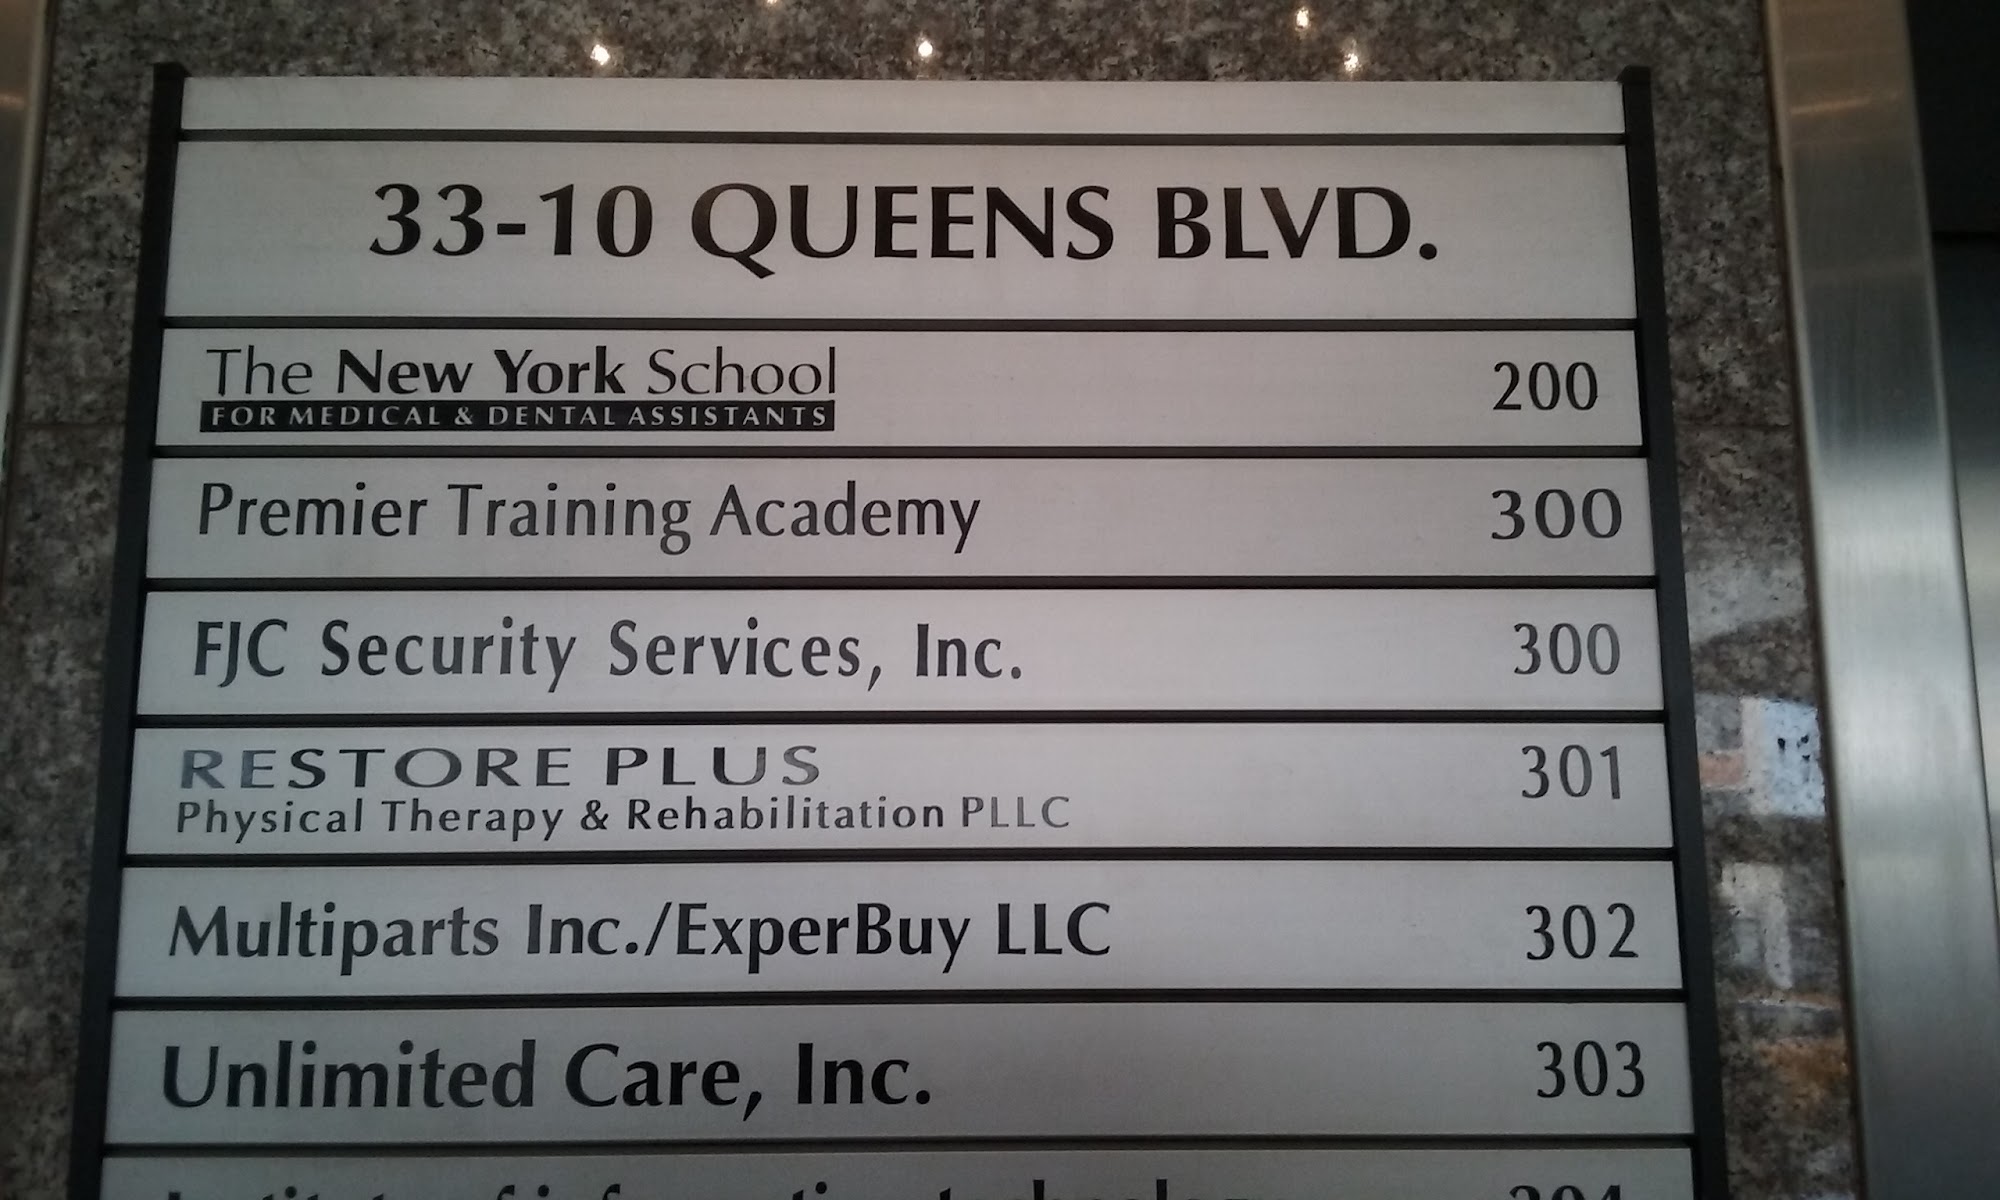 33-10 QUEENS BLVD.
The New York School 200
FOR MEDICAL & DENTAL ASSISTANTS
Premier Training Academy 300
FJC Security Services, Inc. 300
RESTORE PLUS 301
Physical Therapy & Rehabilitation PLLC
Multiparts Inc./ExperBuy LLC 302
Unlimited Care, Inc. 303